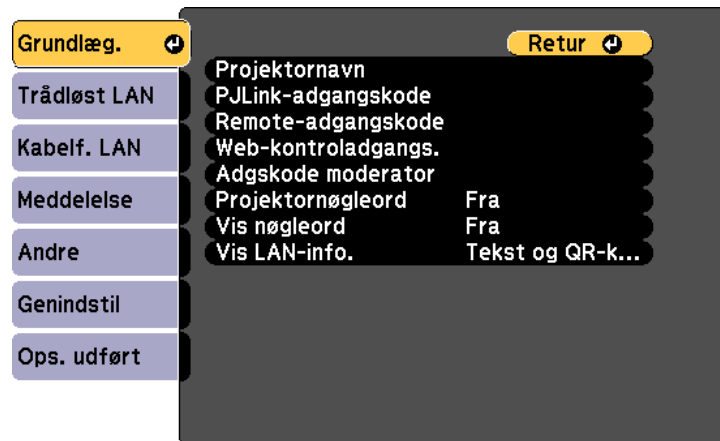 Grundlæg.
Trådløst LAN
Kabelf. LAN
Meddelelse
Andre
Genindstil
Ops. udført
Retur
Projektornavn
PJLink-adgangskode
Remote-adgangskode
Web-kontroladgangs.
Adgskode moderator
Projektornøgleord Fra
Vis nøgleord Fra
Vis LAN-info. Tekst og QR-k...